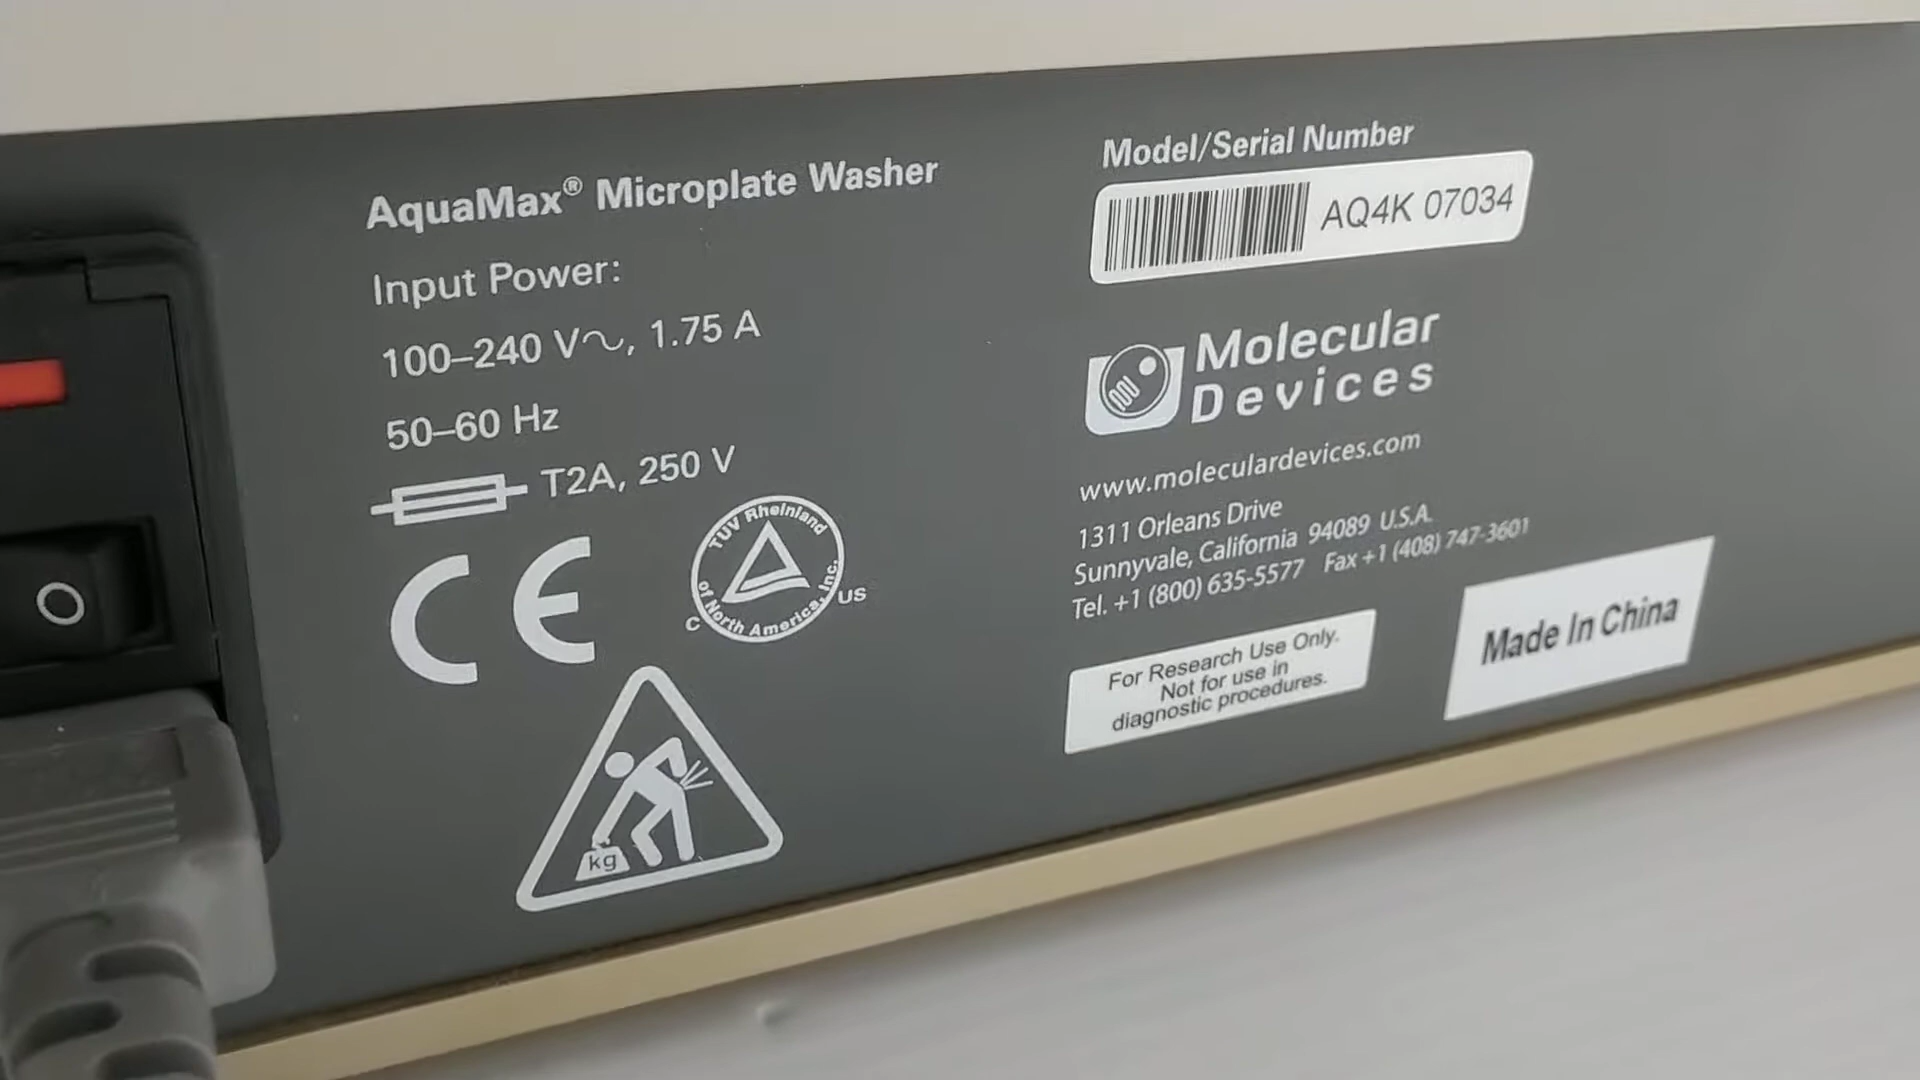 AquaMax® Microplate Washer
Input Power:
100–240 V~, 1.75 A
50–60 Hz
T2A, 250 V
CE
TÜV Rheinland
of North America, Inc.
C US
kg
Model/Serial Number
AQ4K 07034
Molecular
Devices
www.moleculardevices.com
1311 Orleans Drive
Sunnyvale, California 94089 U.S.A.
Tel. +1 (800) 635-5577 Fax +1 (408) 747-3601
For Research Use Only.
Not for use in
diagnostic procedures.
Made In China